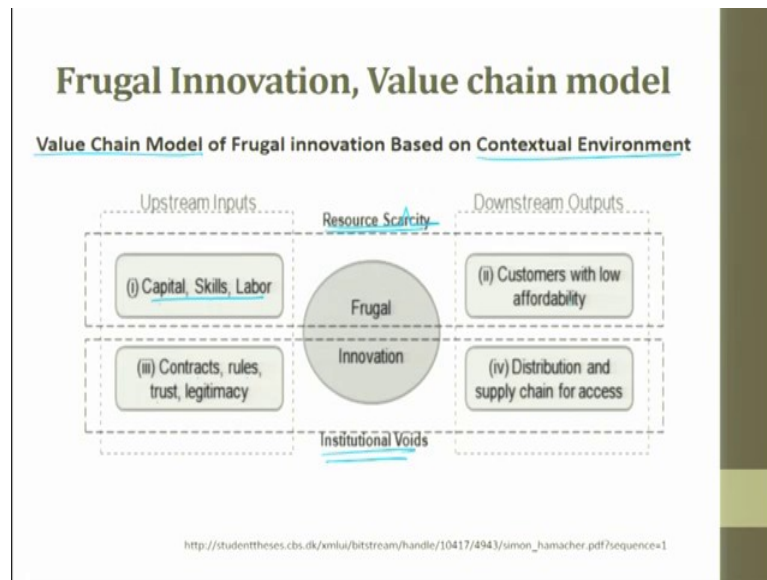 Frugal Innovation, Value chain model
Value Chain Model of Frugal innovation Based on Contextual Environment
Upstream Inputs
Downstream Outputs
Resource Scarcity
(i) Capital, Skills, Labor
(ii) Customers with low
affordability
Frugal
Innovation
(iii) Contracts, rules,
trust, legitimacy
(iv) Distribution and
supply chain for access
Institutional Voids
http://studenttheses.cbs.dk/xmlui/bitstream/handle/10417/4943/simon_hamacher.pdf?sequence=1